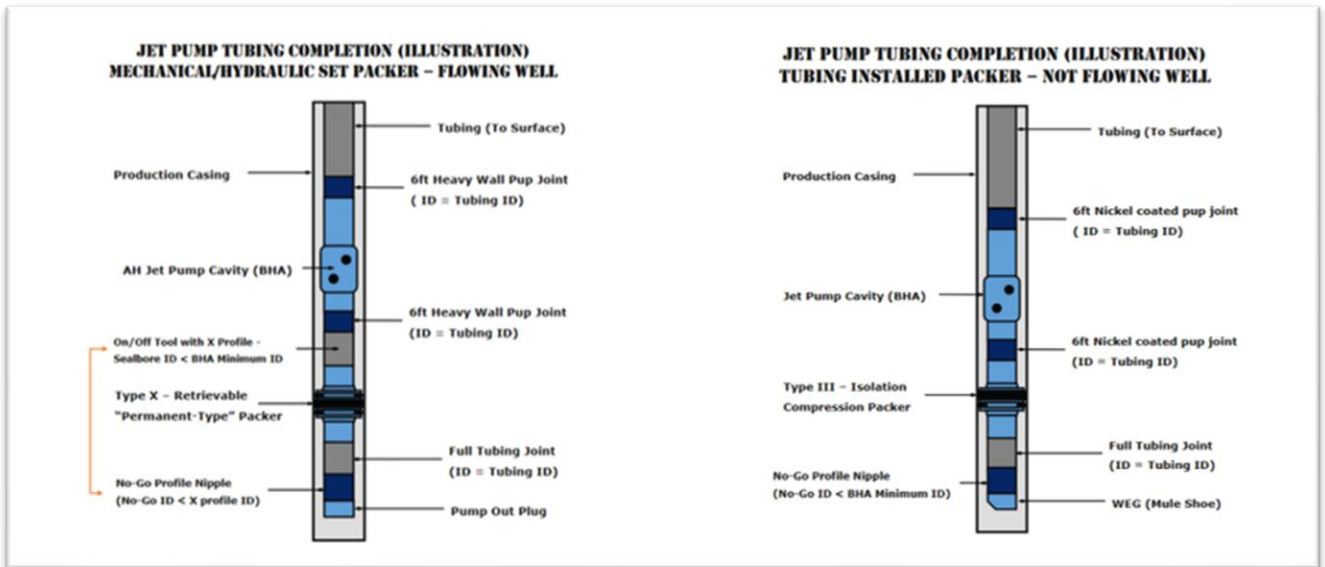 JET PUMP TUBING COMPLETION (ILLUSTRATION)
MECHANICAL/HYDRAULIC SET PACKER – FLOWING WELL
Tubing (To Surface)
Production Casing
6ft Heavy Wall Pup Joint
( ID = Tubing ID)
AH Jet Pump Cavity (BHA)
6ft Heavy Wall Pup Joint
(ID = Tubing ID)
On/Off Tool with X Profile -
Sealbore ID < BHA Minimum ID
Type X – Retrievable
“Permanent-Type” Packer
Full Tubing Joint
(ID = Tubing ID)
No-Go Profile Nipple
(No-Go ID < X profile ID)
Pump Out Plug
JET PUMP TUBING COMPLETION (ILLUSTRATION)
TUBING INSTALLED PACKER – NOT FLOWING WELL
Tubing (To Surface)
Production Casing
6ft Nickel coated pup joint
( ID = Tubing ID)
Jet Pump Cavity (BHA)
6ft Nickel coated pup joint
(ID = Tubing ID)
Type III – Isolation
Compression Packer
Full Tubing Joint
(ID = Tubing ID)
No-Go Profile Nipple
(No-Go ID < BHA Minimum ID)
WEG (Mule Shoe)